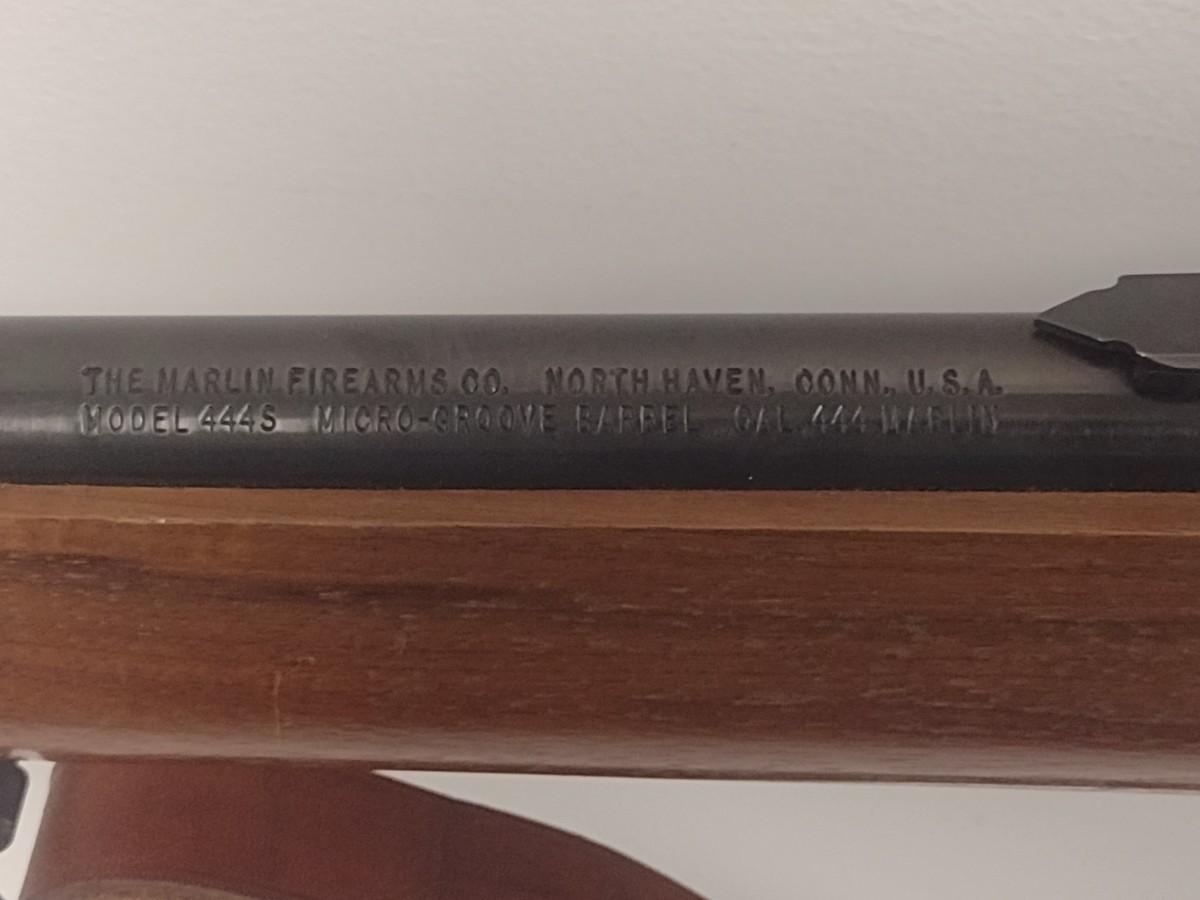 THE MARLIN FIREARMS CO. NORTH HAVEN, CONN., U.S.A.
MODEL 444S MICRO-GROOVE BARREL CAL. 444 MARLIN